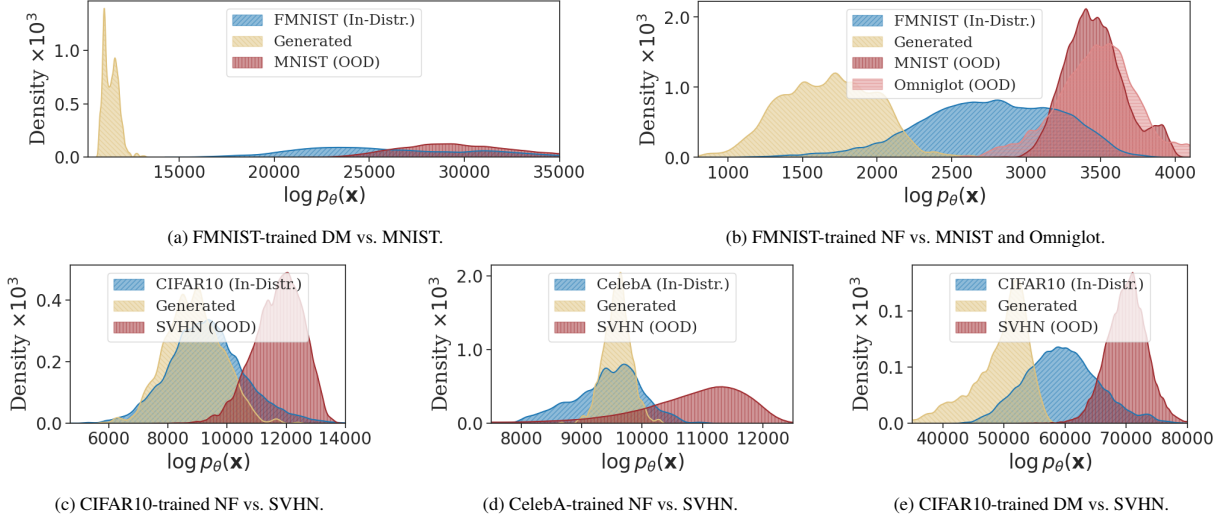 Density ×10³
1.0
0.5
0.0
FMNIST (In-Distr.)
Generated
MNIST (OOD)
15000 20000 25000 30000 35000
log pθ(x)
(a) FMNIST-trained DM vs. MNIST.
Density ×10³
2.0
1.0
0.0
FMNIST (In-Distr.)
Generated
MNIST (OOD)
Omniglot (OOD)
1000 1500 2000 2500 3000 3500 4000
log pθ(x)
(b) FMNIST-trained NF vs. MNIST and Omniglot.
Density ×10³
0.4
0.2
0.0
CIFAR10 (In-Distr.)
Generated
SVHN (OOD)
6000 8000 10000 12000 14000
log pθ(x)
(c) CIFAR10-trained NF vs. SVHN.
Density ×10³
2.0
1.0
0.0
CelebA (In-Distr.)
Generated
SVHN (OOD)
8000 9000 10000 11000 12000
log pθ(x)
(d) CelebA-trained NF vs. SVHN.
Density ×10³
0.1
0.1
0.0
CIFAR10 (In-Distr.)
Generated
SVHN (OOD)
40000 50000 60000 70000 80000
log pθ(x)
(e) CIFAR10-trained DM vs. SVHN.